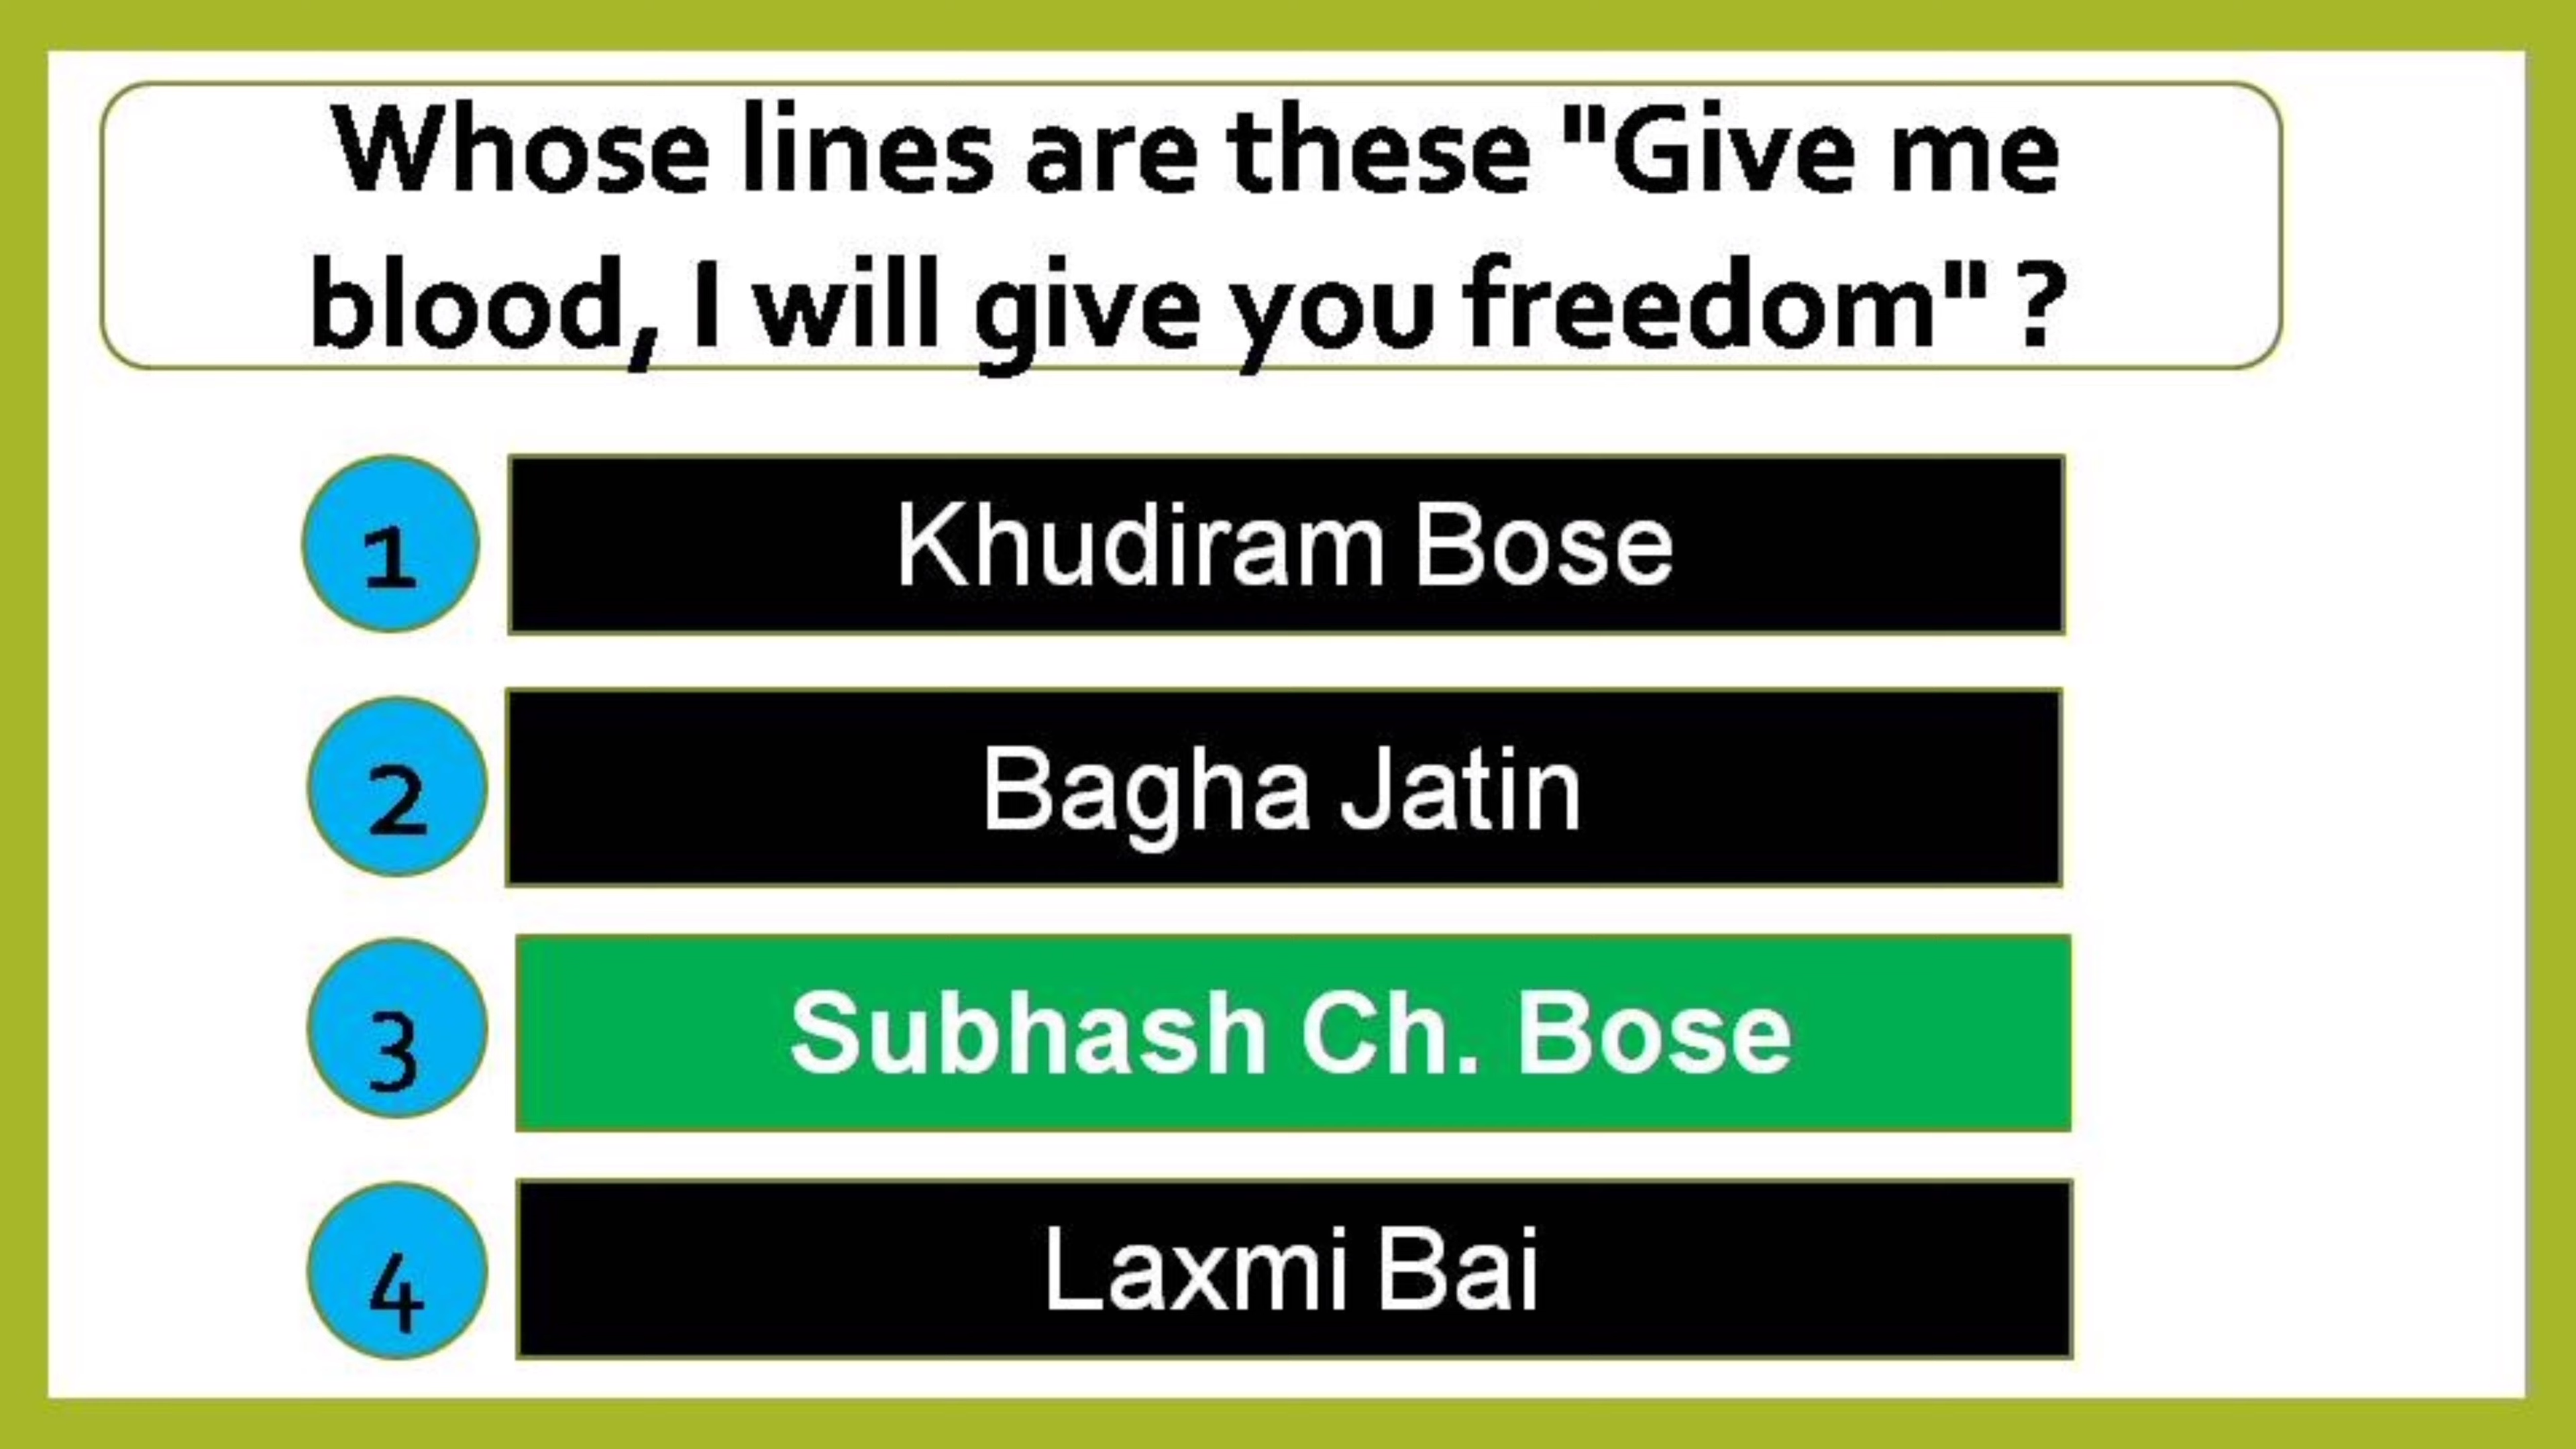 Whose lines are these "Give me
blood, I will give you freedom" ?
1 Khudiram Bose
2 Bagha Jatin
3 Subhash Ch. Bose
4 Laxmi Bai